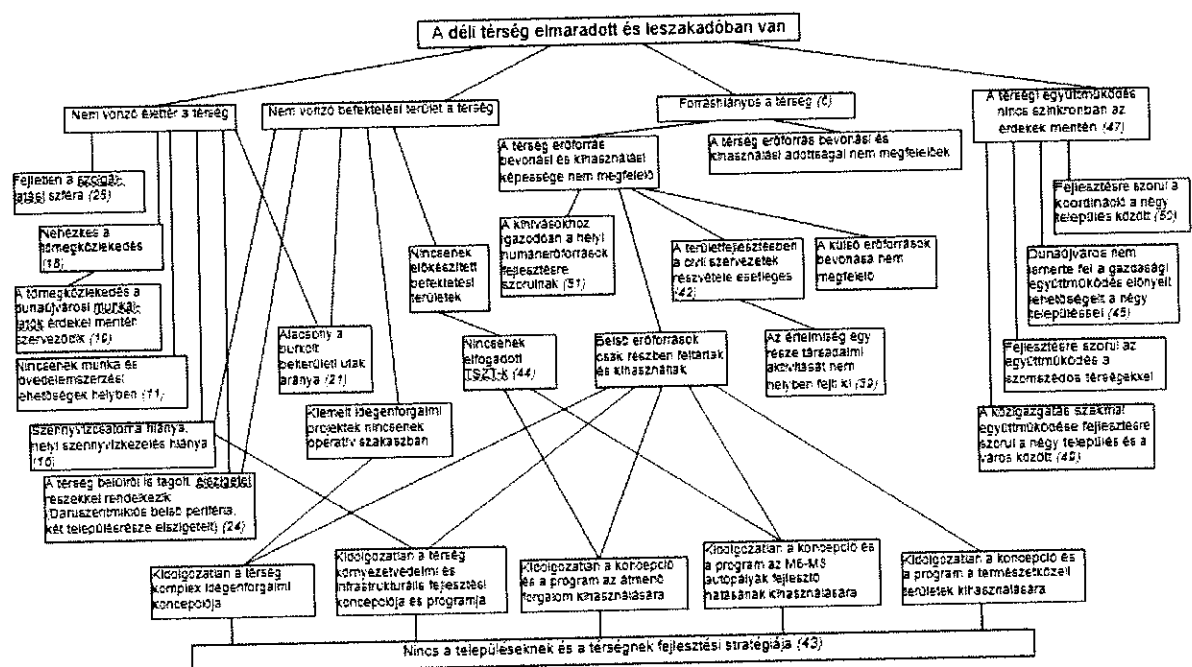 A déli térség elmaradott és leszakadóban van
Nem vonzó élettér a térség
Nem vonzó befektetési terület a térség
Forráshiányos a térség (6)
A térségi együttműködés
nincs szinkronban az
érdekek mentén (47)
A térség erőforrás
bevonási és kihasználási
képessége nem megfelelő
A térség erőforrás bevonási és
kihasználási adottságai nem megfelelőek
Fejletlen a szolgál-
tatási szféra (25)
Fejlesztésre szorul a
koordináció a négy
település között (50)
Nehézkes a
tömegközlekedés
(18)
Nincsenek
előkészített
befektetési
területek
A kihívásokhoz
igazodóan a helyi
humánerőforrások
fejlesztésre
szorulnak (51)
A területfejlesztésben
a civil szervezetek
részvétele esetleges
(42)
A külső erőforrások
bevonása nem
megfelelő
Dunaújváros nem
ismerte fel a gazdasági
együttműködés előnyeit
lehetőségeit a négy
településsel (45)
A tömegközlekedés a
dunaújvárosi munkál-
tatók érdekei mentén
szerveződik (19)
Alacsony a
burkolt
belterületi utak
aránya (21)
Nincsenek
elfogadott
TSZT-k (44)
Belső erőforrások
csak részben feltártak
és kihasználnak
Az értelmiség egy
része társadalmi
aktivitását nem
helyben fejti ki (39)
Fejlesztésre szorul az
együttműködés a
szomszédos térségekkel
Nincsenek munka és
jövedelemszerzési
lehetőségek helyben (11)
Kiemelt idegenforgalmi
projektek nincsenek
operatív szakaszban
A közigazgatás szakmai
együttműködése fejlesztésre
szorul a négy település és a
város között (49)
Szennyvízcsatorna hiánya,
helyi szennyvízkezelés hiánya
(16)
A térség belülről is tagolt, elszigetelt
részekkel rendelkezik
(Daruszentmiklós belső periféria,
két településrésze elszigetelt) (24)
Kidolgozatlan a térség
komplex idegenforgalmi
koncepciója
Kidolgozatlan a térség
környezetvédelmi és
infrastrukturális fejlesztési
koncepciója és programja
Kidolgozatlan a koncepció
és a program az átmenő
forgalom kihasználására
Kidolgozatlan a koncepció és
a program az M6-M8
autópályák fejlesztő
hatásának kihasználására
Kidolgozatlan a koncepció és
a program a természetközeli
területek kihasználására
Nincs a településeknek és a térségnek fejlesztési stratégiája (43)